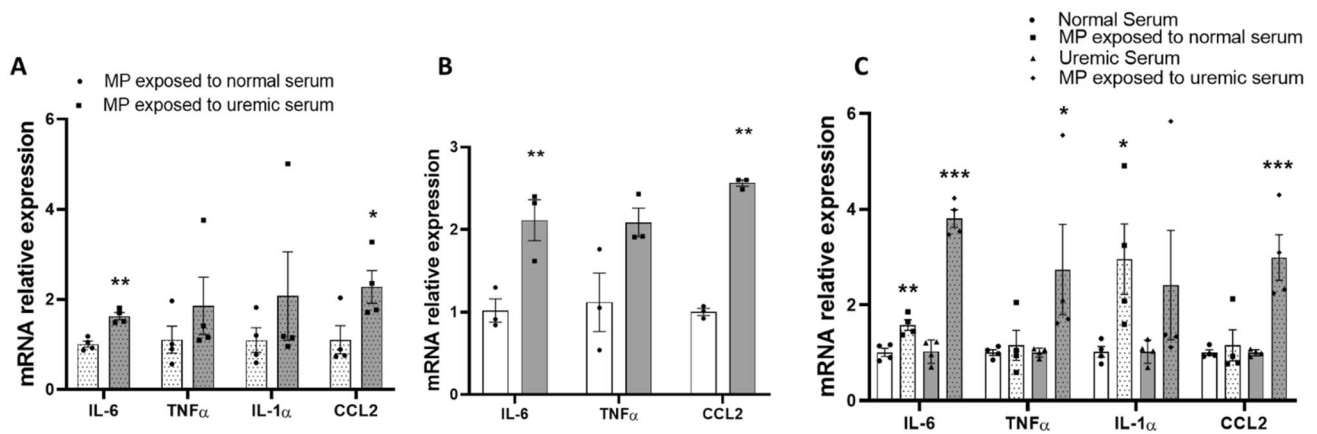 A
MP exposed to normal serum
MP exposed to uremic serum
mRNA relative expression
6
4
2
0
**
*
IL-6
TNFα
IL-1α
CCL2
B
mRNA relative expression
3
2
1
0
**
**
IL-6
TNFα
CCL2
C
Normal Serum
MP exposed to normal serum
Uremic Serum
MP exposed to uremic serum
mRNA relative expression
6
4
2
0
**
***
*
*
***
IL-6
TNFα
IL-1α
CCL2